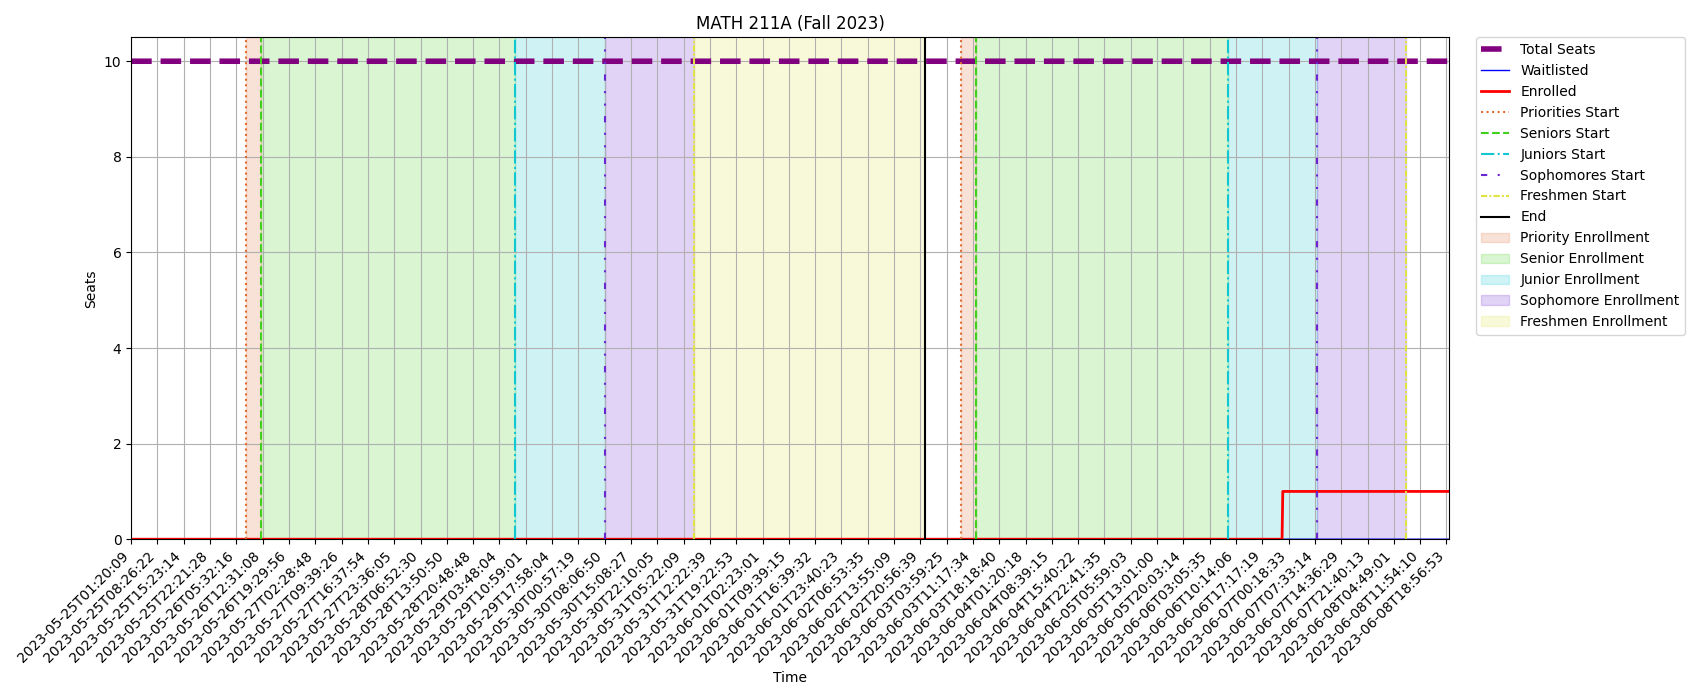 MATH 211A (Fall 2023)
10
8
6
4
2
0
Seats
2023-05-25T01:20:09
2023-05-25T08:26:22
2023-05-25T15:23:14
2023-05-25T22:21:28
2023-05-26T05:32:16
2023-05-26T12:31:08
2023-05-26T19:29:56
2023-05-27T02:28:48
2023-05-27T09:39:26
2023-05-27T16:37:54
2023-05-27T23:36:05
2023-05-28T06:52:30
2023-05-28T13:50:50
2023-05-28T20:48:48
2023-05-29T03:48:04
2023-05-29T10:59:01
2023-05-29T17:58:04
2023-05-30T00:57:19
2023-05-30T08:06:50
2023-05-30T15:08:27
2023-05-30T22:10:05
2023-05-31T05:22:09
2023-05-31T12:22:39
2023-05-31T19:22:53
2023-06-01T02:23:01
2023-06-01T09:39:15
2023-06-01T16:39:32
2023-06-01T23:40:23
2023-06-02T06:53:35
2023-06-02T13:55:09
2023-06-02T20:56:39
2023-06-03T03:59:25
2023-06-03T11:17:34
2023-06-03T18:18:40
2023-06-04T01:20:18
2023-06-04T08:39:15
2023-06-04T15:40:22
2023-06-04T22:41:35
2023-06-05T05:59:03
2023-06-05T13:01:00
2023-06-05T20:03:14
2023-06-06T03:05:35
2023-06-06T10:14:06
2023-06-06T17:17:19
2023-06-07T00:18:33
2023-06-07T07:33:14
2023-06-07T14:36:29
2023-06-07T21:40:13
2023-06-08T04:49:01
2023-06-08T11:54:10
2023-06-08T18:56:53
Time
Total Seats
Waitlisted
Enrolled
Priorities Start
Seniors Start
Juniors Start
Sophomores Start
Freshmen Start
End
Priority Enrollment
Senior Enrollment
Junior Enrollment
Sophomore Enrollment
Freshmen Enrollment